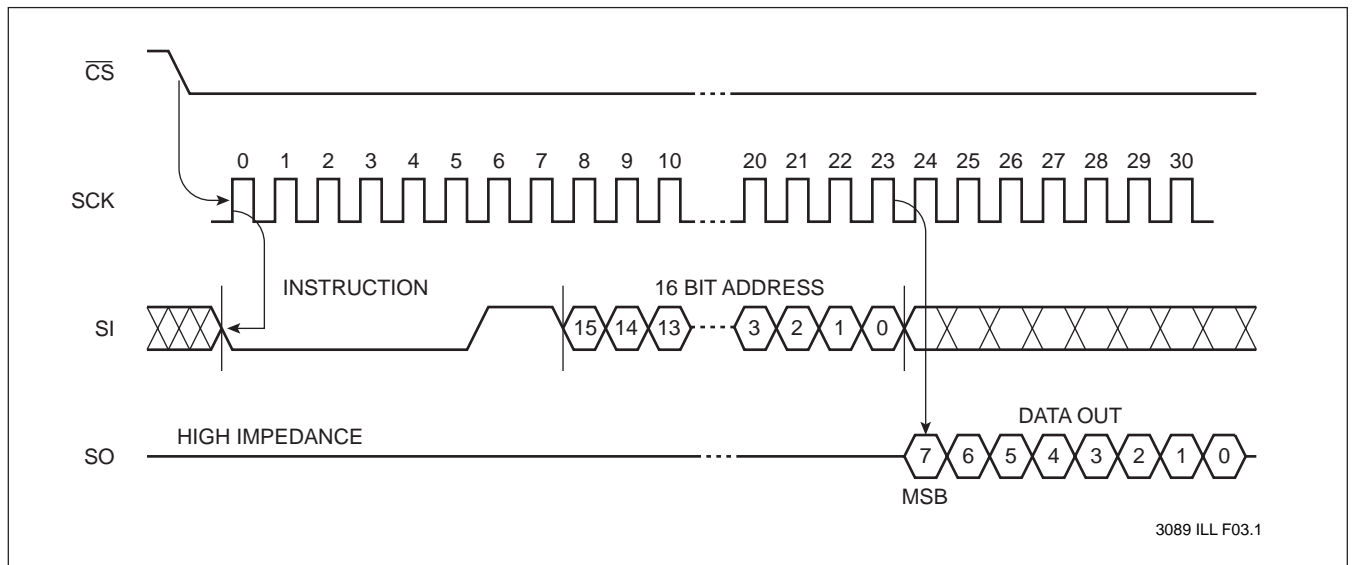 CS
0 1 2 3 4 5 6 7 8 9 10 20 21 22 23 24 25 26 27 28 29 30
SCK
INSTRUCTION 16 BIT ADDRESS
SI 15 14 13 3 2 1 0
DATA OUT
HIGH IMPEDANCE
SO 7 6 5 4 3 2 1 0
MSB
3089 ILL F03.1